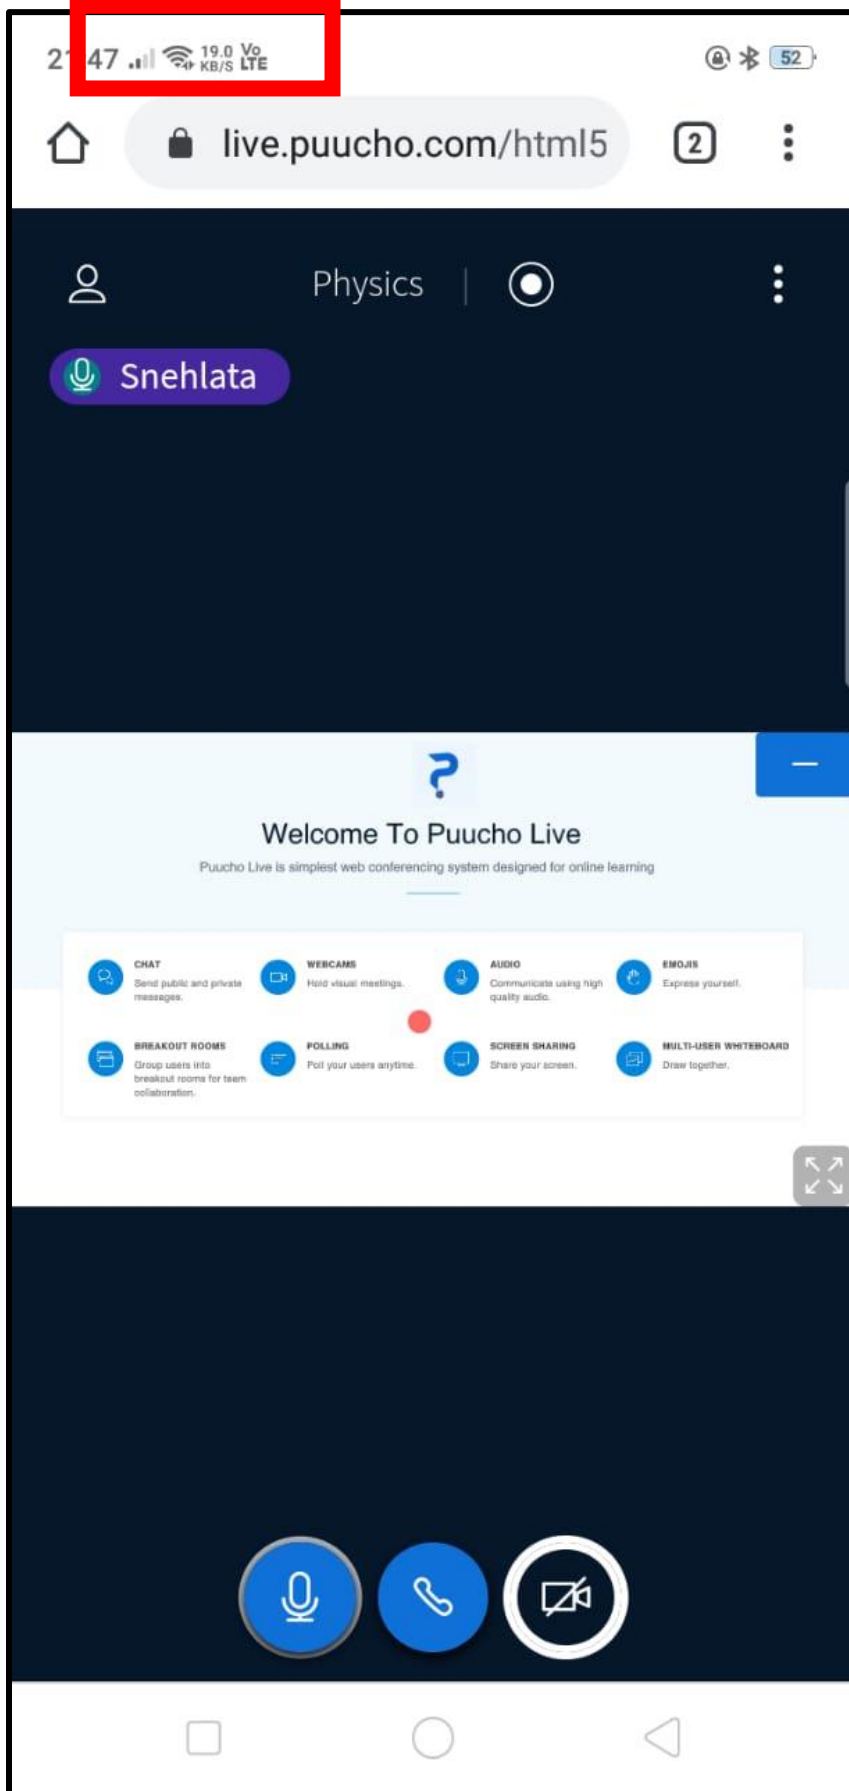 21:47 19.0 KB/S VoLTE 52
live.puucho.com/html5 2
Physics
Snehlata
Welcome To Puucho Live
Puucho Live is simplest web conferencing system designed for online learning
CHAT
Send public and private
messages.
WEBCAMS
Hold visual meetings.
AUDIO
Communicate using high
quality audio.
EMOJIS
Express yourself.
BREAKOUT ROOMS
Group users into
breakout rooms for team
collaboration.
POLLING
Poll your users anytime.
SCREEN SHARING
Share your screen.
MULTI-USER WHITEBOARD
Draw together.